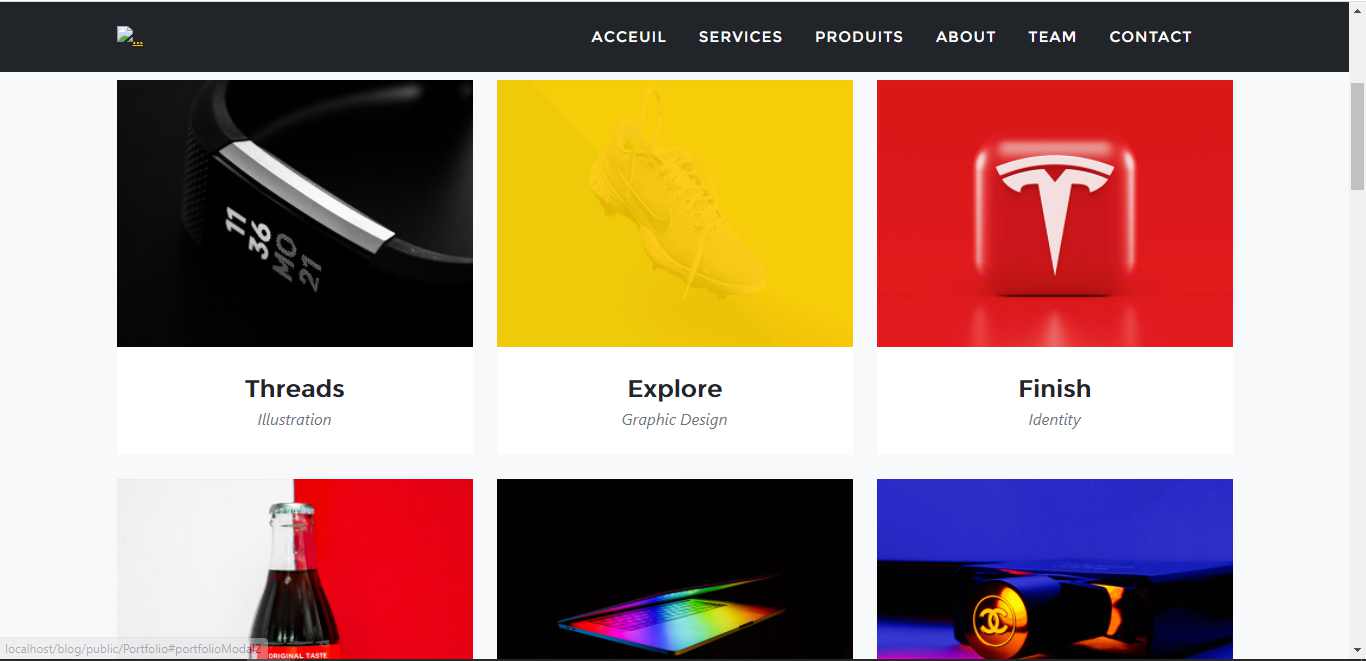 ...
ACCEUIL SERVICES PRODUITS ABOUT TEAM CONTACT
11
36
MO
21
Threads
Illustration
Explore
Graphic Design
Finish
Identity
ORIGINAL TASTE
localhost/blog/public/Portfolio#portfolioModal2